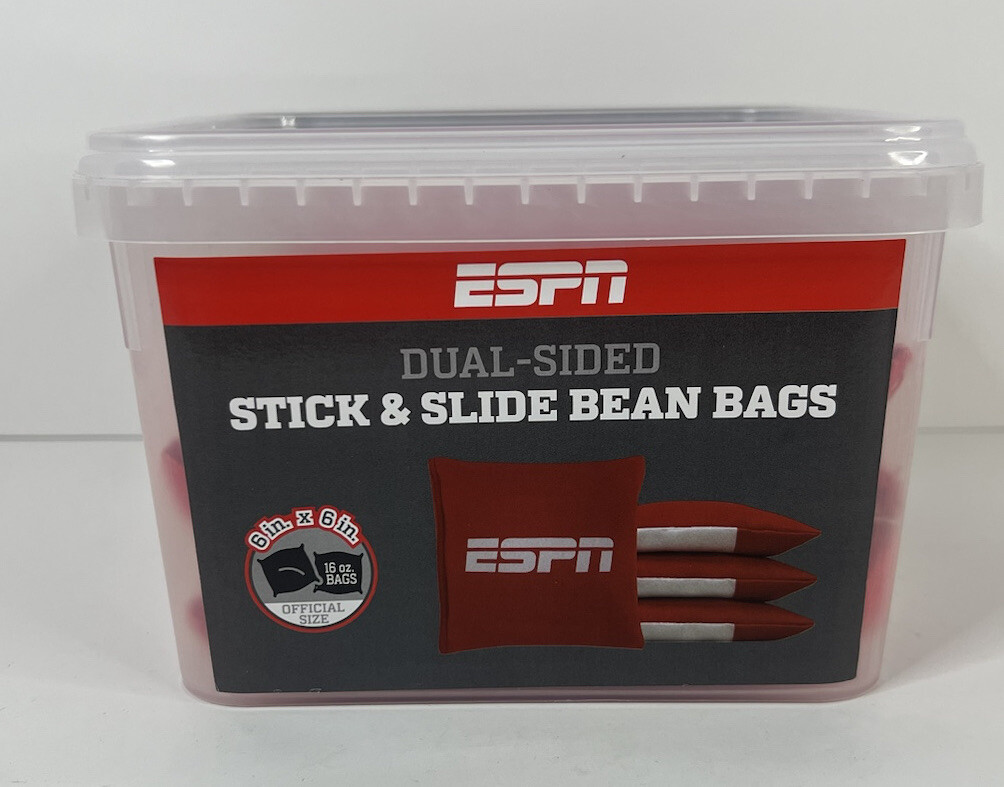 ESPN
DUAL-SIDED
STICK & SLIDE BEAN BAGS
6 in. x 6 in.
16 oz.
BAGS
OFFICIAL
SIZE
ESPN